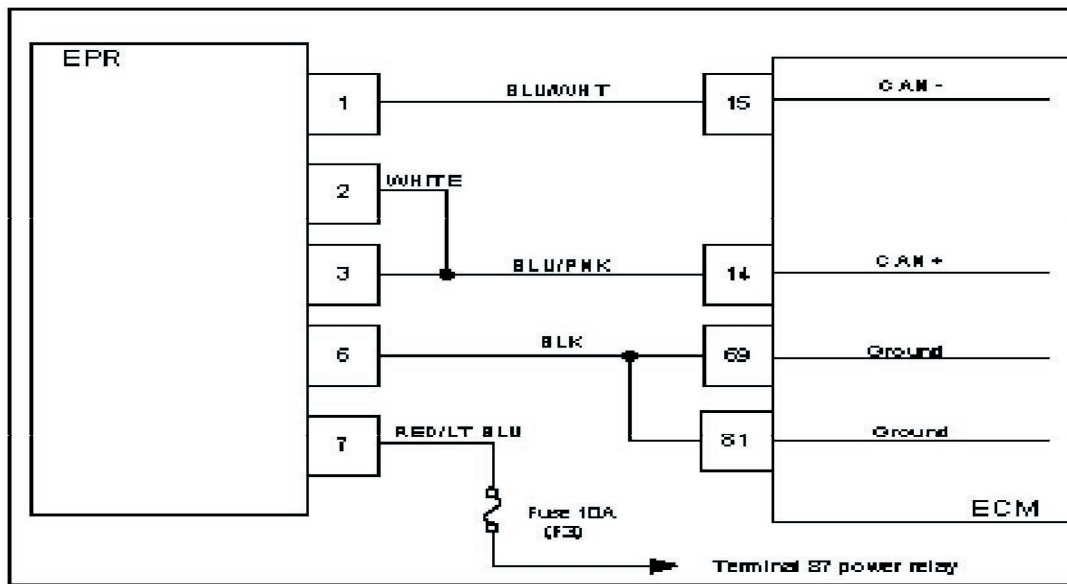 EPR
1 BLU/WHT 15 CAN -
2 WHITE
3 BLU/PNK 14 CAN +
6 BLK 69 Ground
7 RED/LT BLU 81 Ground
Fuse 10A
(F3)
ECM
Terminal 87 power relay